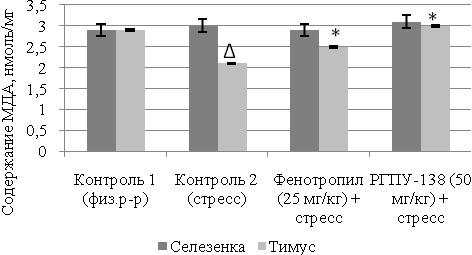 Содержание МДА, нмоль/мг
3,5
3
2,5
2
1,5
1
0,5
0
Δ
*
*
Контроль 1
(физ.р-р)
Контроль 2
(стресс)
Фенотропил
(25 мг/кг) +
стресс
РГПУ-138 (50
мг/кг) +
стресс
Селезенка
Тимус